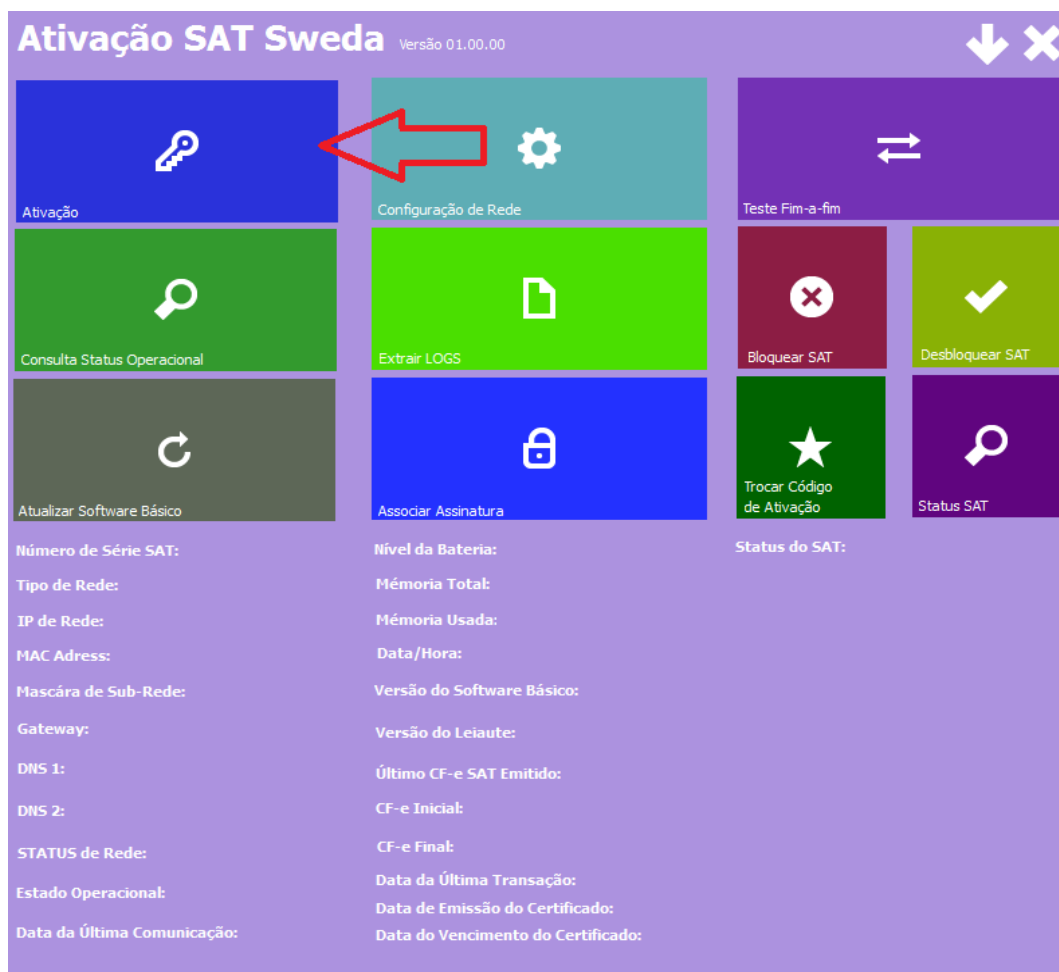 Ativação SAT Sweda Versão 01.00.00
Ativação
Configuração de Rede
Teste Fim-a-fim
Consulta Status Operacional
Extrair LOGS
Bloquear SAT
Desbloquear SAT
Atualizar Software Básico
Associar Assinatura
Trocar Código
de Ativação
Status SAT
Número de Série SAT:
Tipo de Rede:
IP de Rede:
MAC Adress:
Mascára de Sub-Rede:
Gateway:
DNS 1:
DNS 2:
STATUS de Rede:
Estado Operacional:
Data da Última Comunicação:
Nível da Bateria:
Mémoria Total:
Mémoria Usada:
Data/Hora:
Versão do Software Básico:
Versão do Leiaute:
Último CF-e SAT Emitido:
CF-e Inicial:
CF-e Final:
Data da Última Transação:
Data de Emissão do Certificado:
Data do Vencimento do Certificado:
Status do SAT: